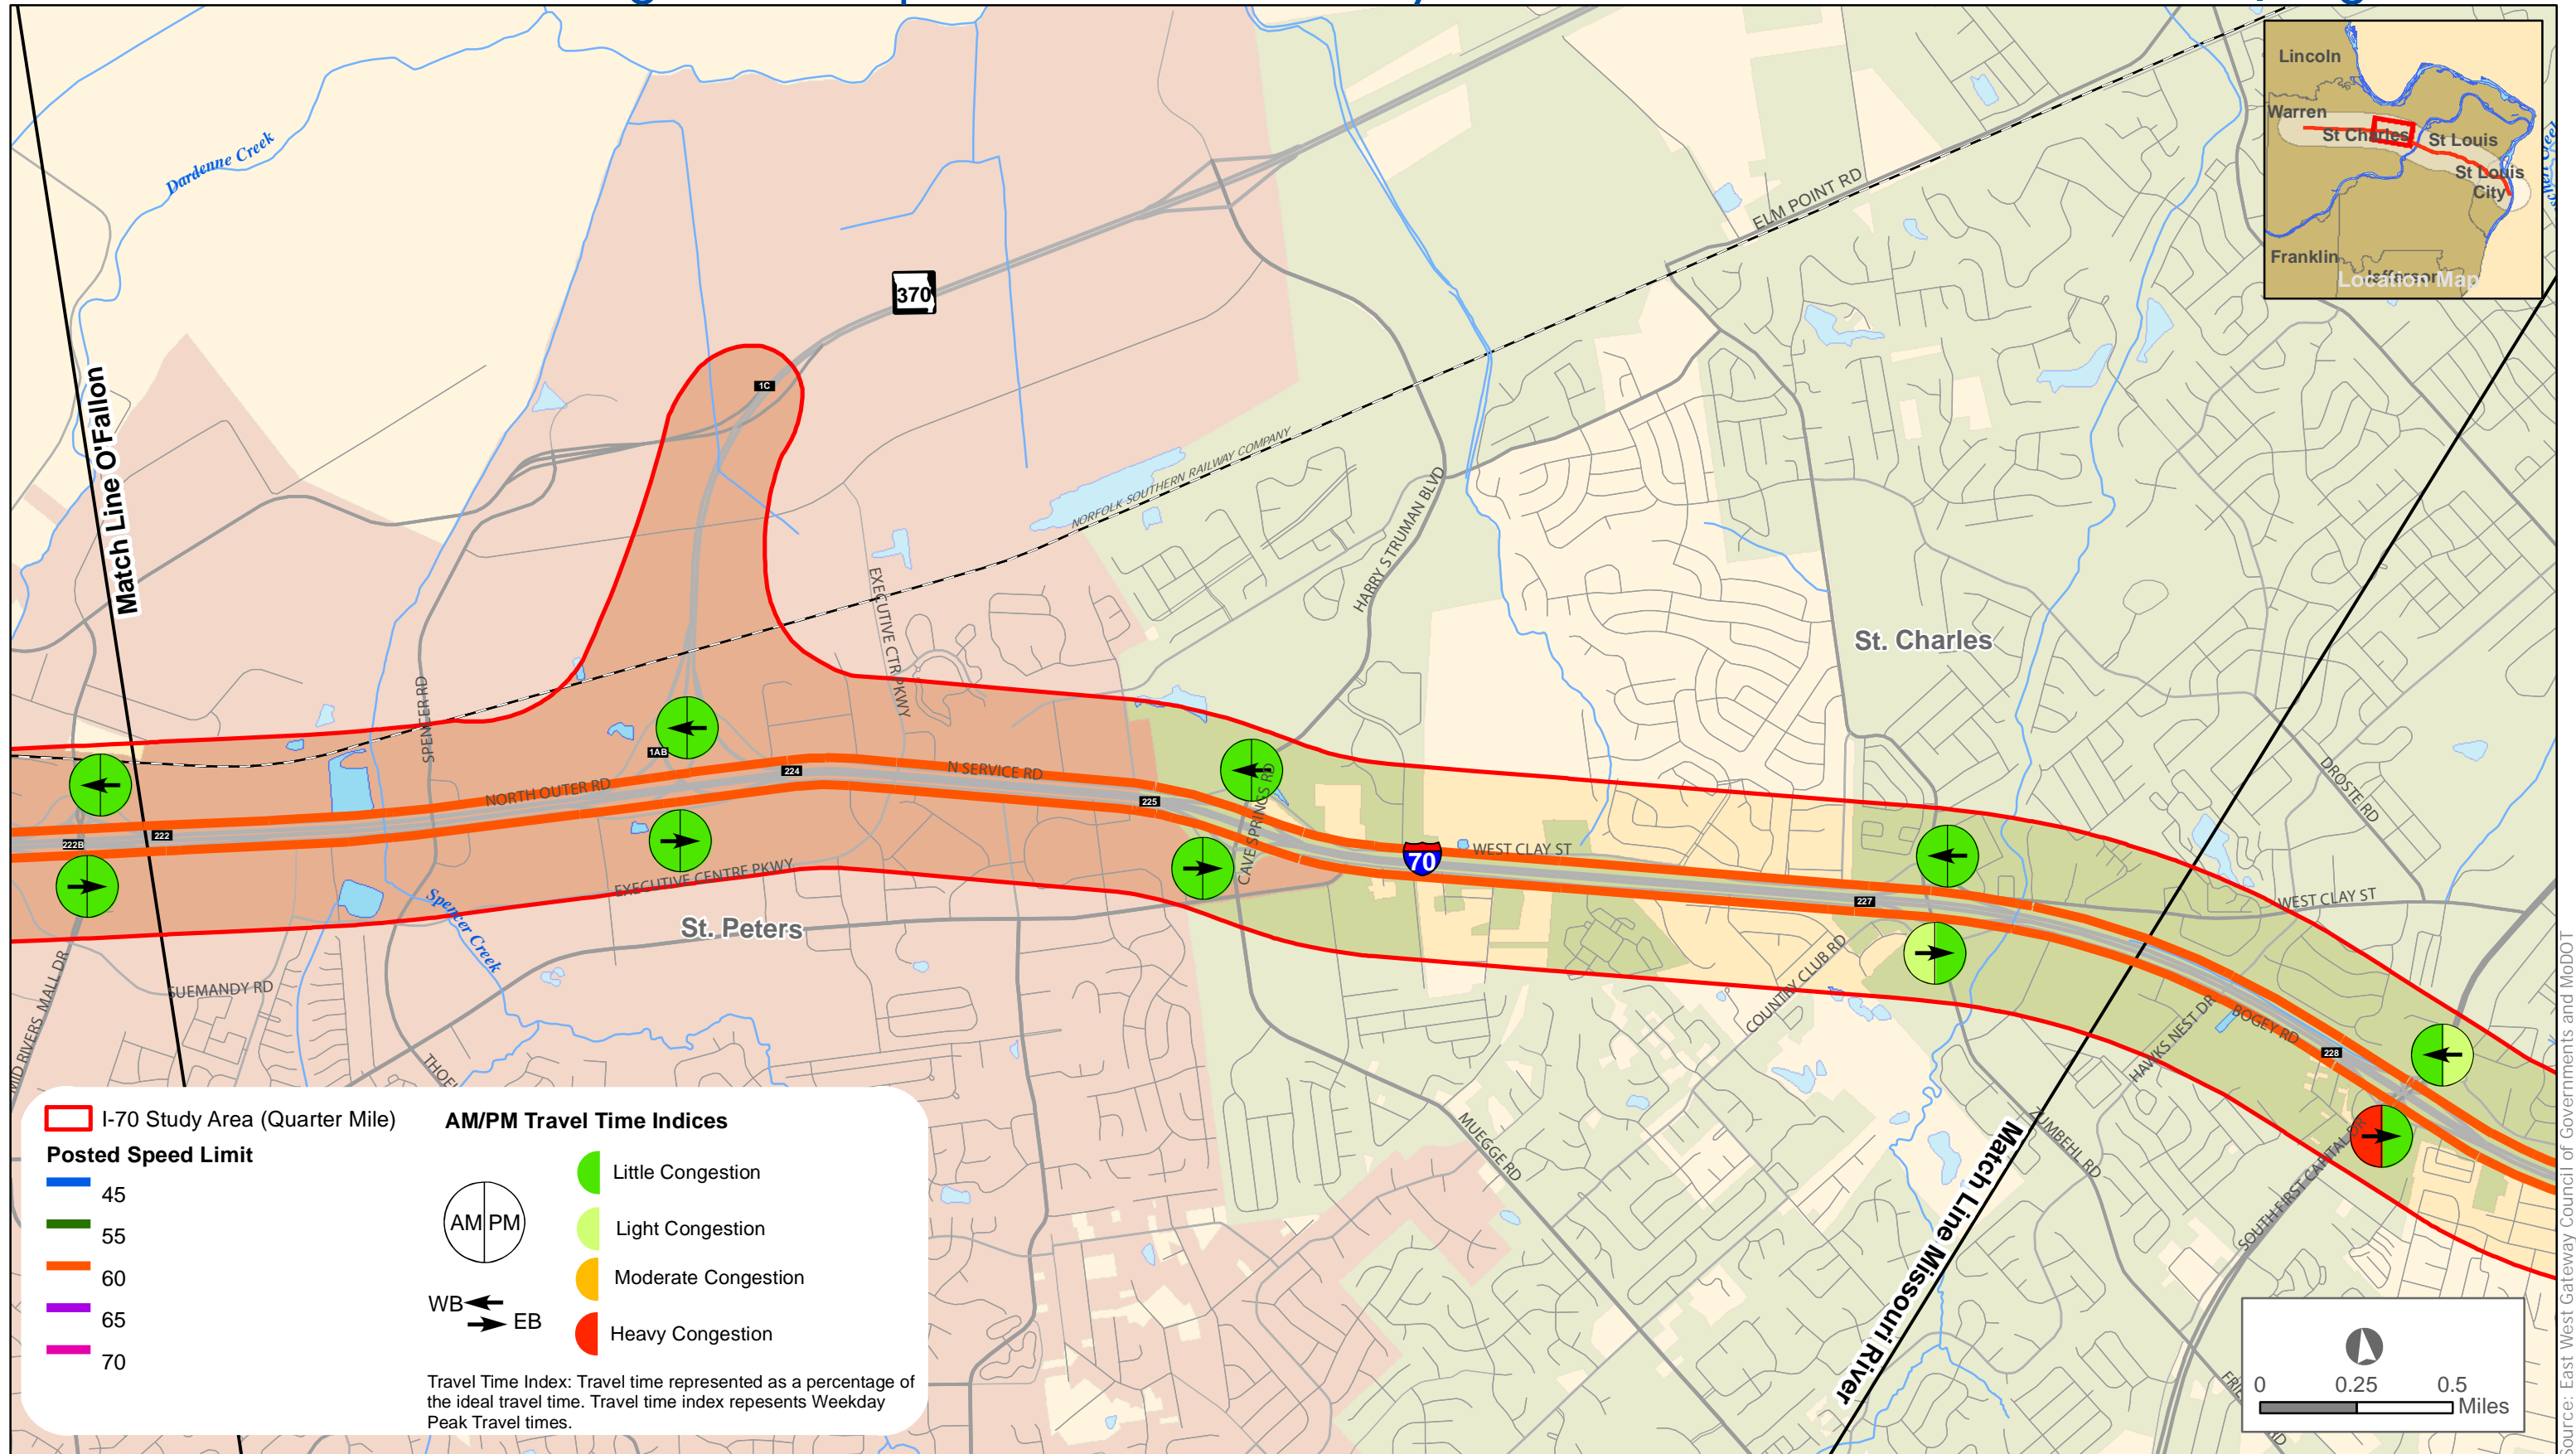 Lincoln
Warren
St Charles
St Louis
St Louis
City
Franklin
Jefferson
Location Map
Dardenne Creek
ELM POINT RD
370
1C
Match Line O'Fallon
NORFOLK SOUTHERN RAILWAY COMPANY
HARRY S TRUMAN BLVD
EXECUTIVE CTR PKWY
St. Charles
SPENCER RD
1AB
224
N SERVICE RD
NORTH OUTER RD
225
CAVE SPRINGS RD
DROSTE RD
222
222B
70
WEST CLAY ST
EXECUTIVE CENTRE PKWY
227
WEST CLAY ST
Spencer Creek
St. Peters
COUNTRY CLUB RD
SUEMANDY RD
MID RIVERS MALL DR
HAWKS NEST DR
BOGEY RD
228
MUEGGE RD
ZUMBEHL RD
SOUTH FIRST CAPITAL DR
Match Line Missouri River
I-70 Study Area (Quarter Mile)
Posted Speed Limit
45
55
60
65
70
AM/PM Travel Time Indices
AM PM
WB
EB
Little Congestion
Light Congestion
Moderate Congestion
Heavy Congestion
Travel Time Index: Travel time represented as a percentage of
the ideal travel time. Travel time index repesents Weekday
Peak Travel times.
0 0.25 0.5
Miles
East West Gateway Council of Governments and MoDOT